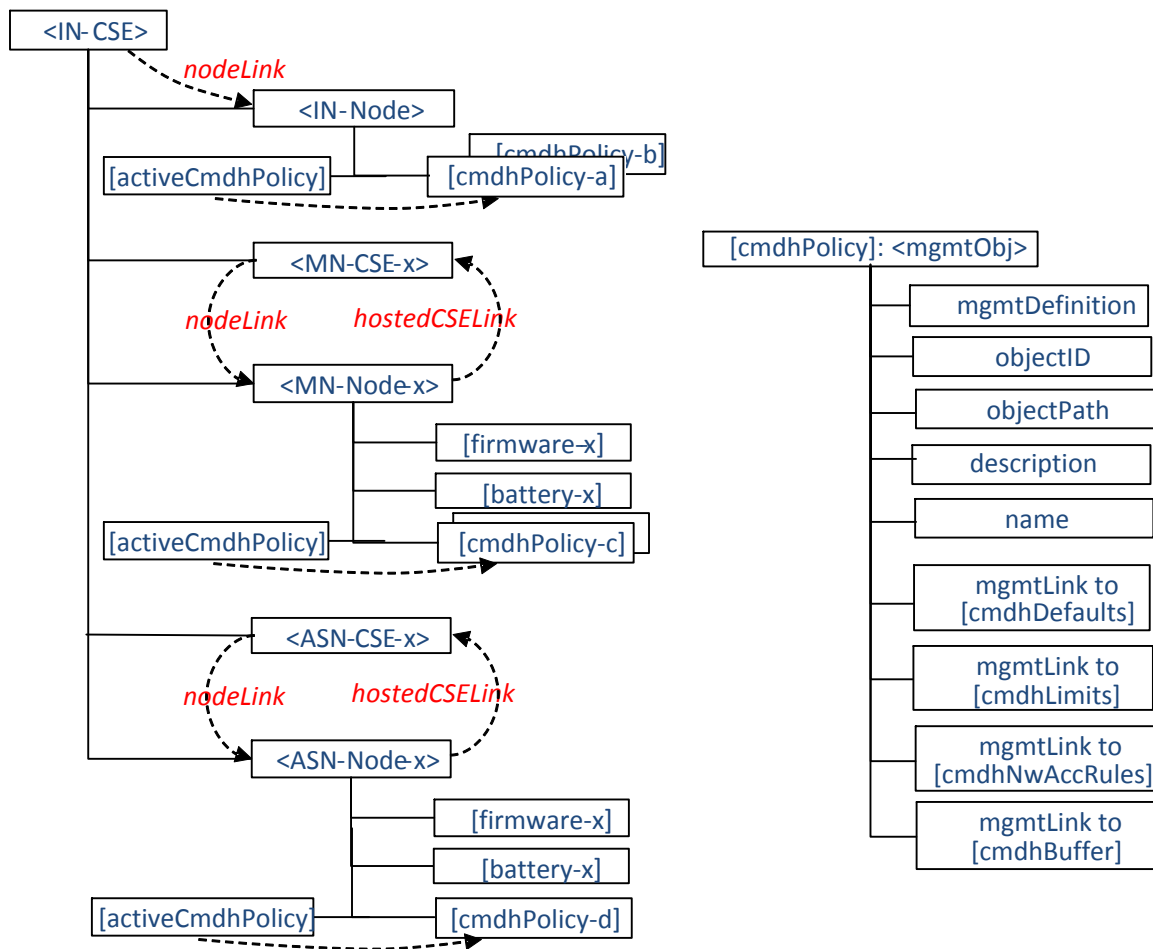 <IN-CSE>
nodeLink
<IN-Node>
[cmdhPolicy-b]
[activeCmdhPolicy]
[cmdhPolicy-a]
<MN-CSE-x>
nodeLink
hostedCSELink
<MN-Node-x>
[firmware-x]
[battery-x]
[activeCmdhPolicy]
[cmdhPolicy-c]
<ASN-CSE-x>
nodeLink
hostedCSELink
<ASN-Node-x>
[firmware-x]
[battery-x]
[activeCmdhPolicy]
[cmdhPolicy-d]
[cmdhPolicy]: <mgmtObj>
mgmtDefinition
objectID
objectPath
description
name
mgmtLink to
[cmdhDefaults]
mgmtLink to
[cmdhLimits]
mgmtLink to
[cmdhNwAccRules]
mgmtLink to
[cmdhBuffer]